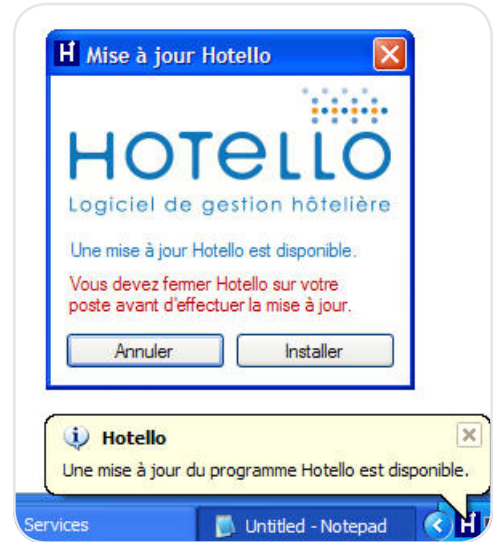 Mise à jour Hotello
HOTELLO
Logiciel de gestion hôtelière
Une mise à jour Hotello est disponible.
Vous devez fermer Hotello sur votre
poste avant d'effectuer la mise à jour.
Annuler Installer
Hotello
Une mise à jour du programme Hotello est disponible.
Services Untitled - Notepad